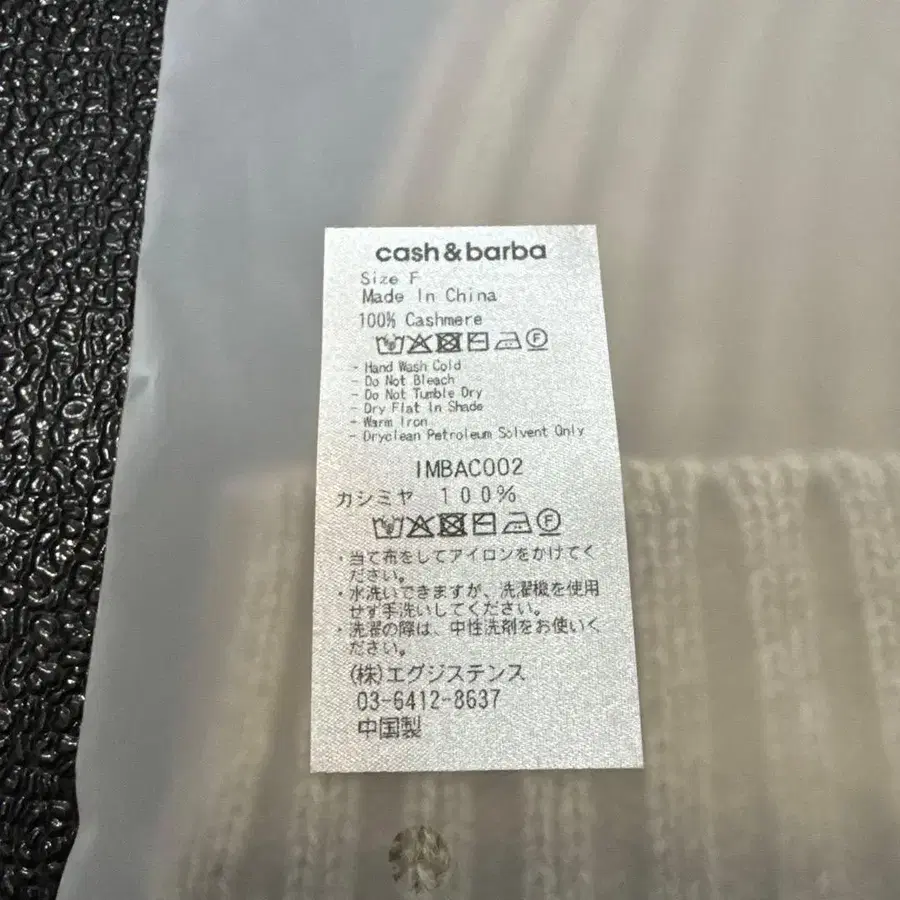 cash&barba
Size F
Made In China
100% Cashmere
F
- Hand Wash Cold
- Do Not Bleach
- Do Not Tumble Dry
- Dry Flat In Shade
- Warm Iron
- Dryclean Petroleum Solvent Only
IMBAC002
カシミヤ 100%
F
・当て布をしてアイロンをかけてく
ださい。
・水洗いできますが、洗濯機を使用
せず手洗いしてください。
・洗濯の際は、中性洗剤をお使いく
ださい。
(株)エグジステンス
03-6412-8637
中国製